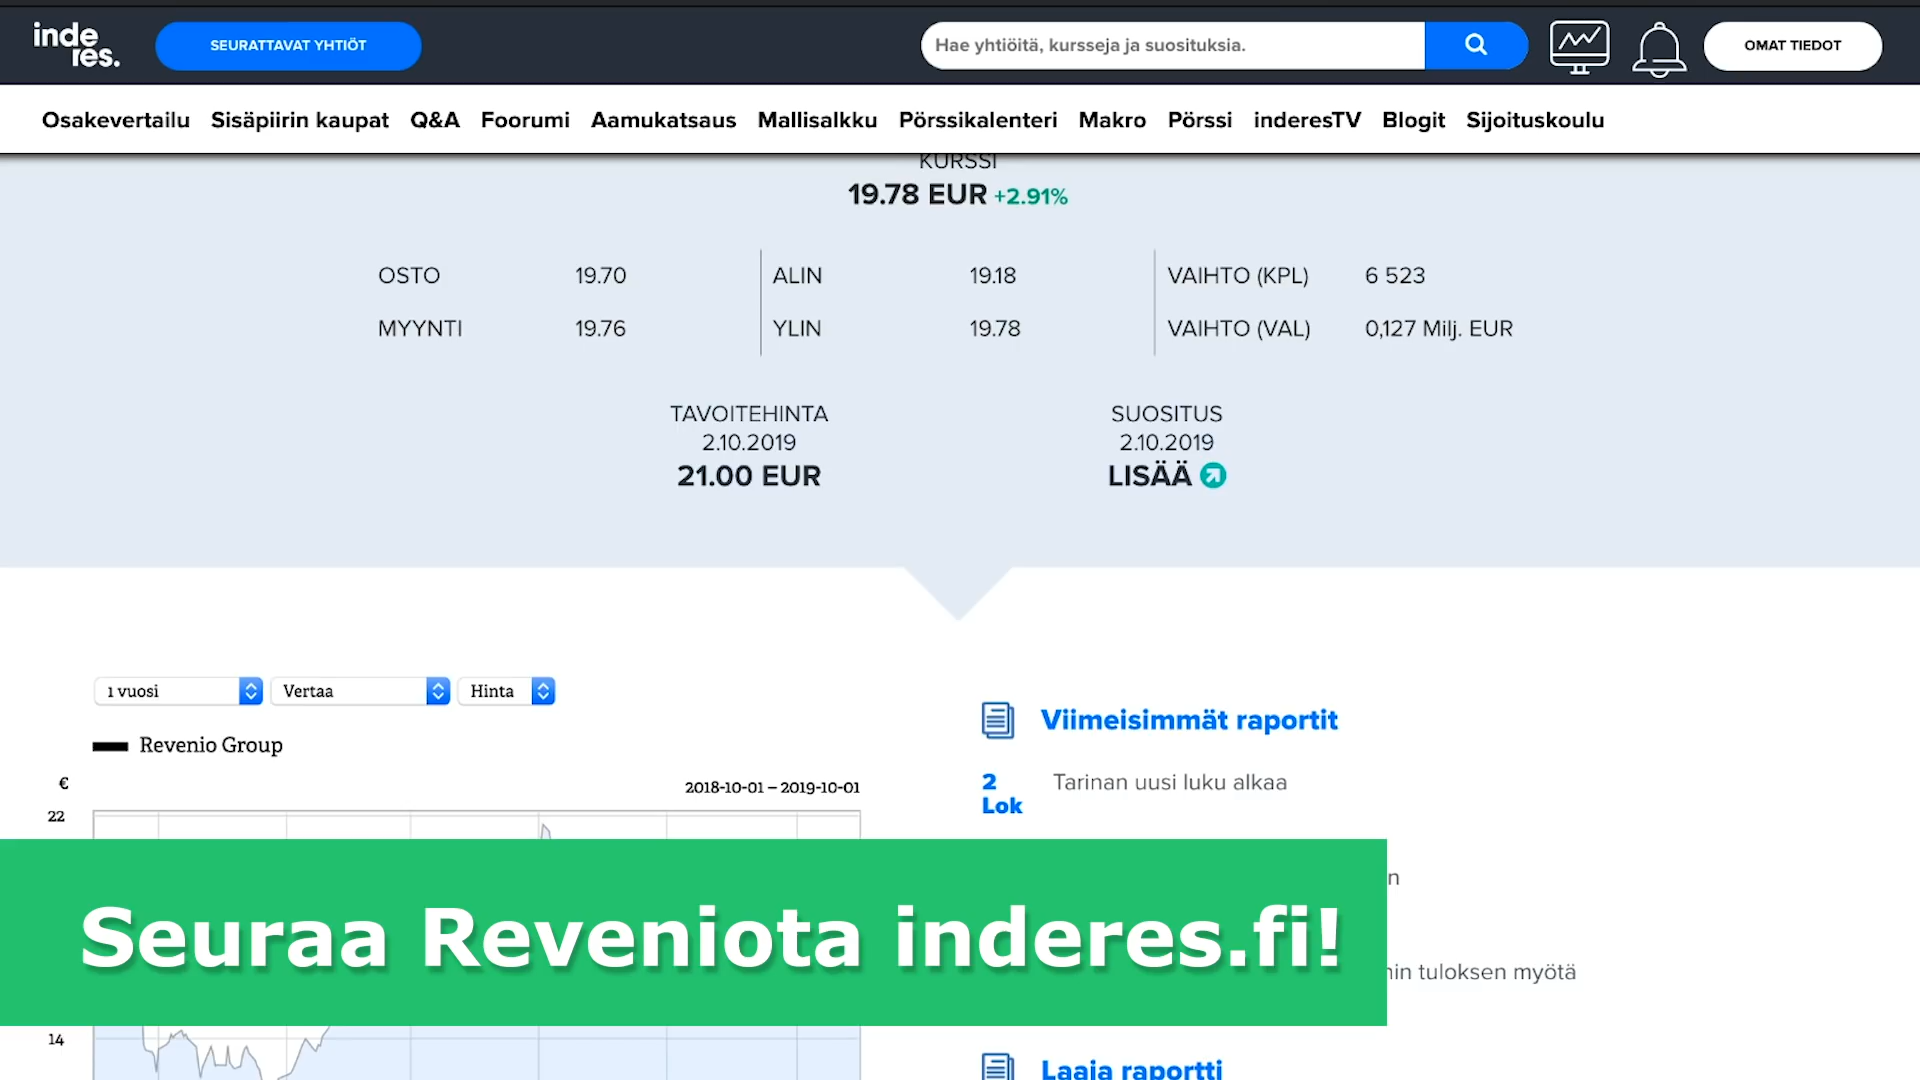 inde
res.
SEURATTAVAT YHTIÖT
Hae yhtiöitä, kursseja ja suosituksia.
OMAT TIEDOT
Osakevertailu Sisäpiirin kaupat Q&A Foorumi Aamukatsaus Mallisalkku Pörssikalenteri Makro Pörssi inderesTV Blogit Sijoituskoulu
KURSSI
19.78 EUR +2.91%
OSTO 19.70 ALIN 19.18 VAIHTO (KPL) 6 523
MYYNTI 19.76 YLIN 19.78 VAIHTO (VAL) 0,127 Milj. EUR
TAVOITEHINTA
2.10.2019
21.00 EUR
SUOSITUS
2.10.2019
LISÄÄ
1 vuosi Vertaa Hinta
Revenio Group
€
2018-10-01 – 2019-10-01
22
14
Viimeisimmät raportit
2 Tarinan uusi luku alkaa
Lok
n
tuloksen myötä
Seuraa Reveniota inderes.fi!
Laaja raportti